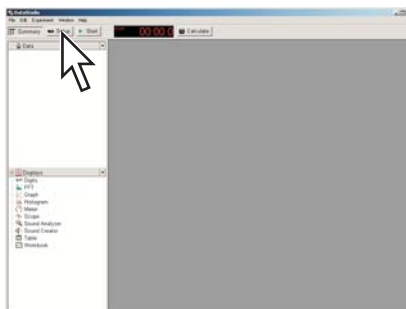 DataStudio
File Edit Experiment Window Help
Summary Setup Start 00:00.0 Calculate
Data
Displays
Digits
FFT
Graph
Histogram
Meter
Scope
Sound Analyzer
Sound Creator
Table
Workbook